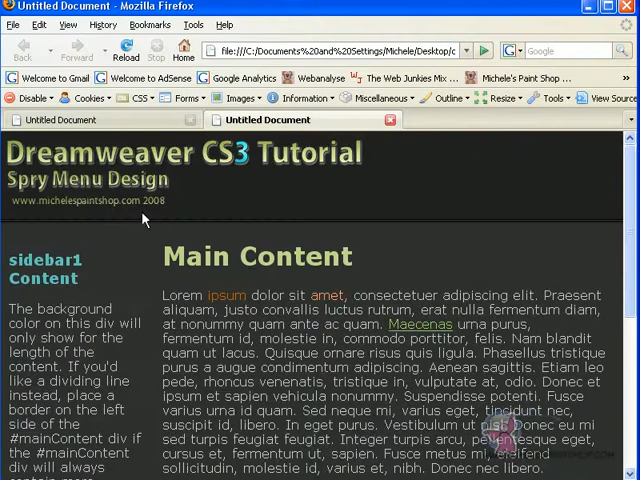 Untitled Document - Mozilla Firefox
File Edit View History Bookmarks Tools Help
Back Forward Reload Stop Home file:///C:/Documents%20and%20Settings/Michele/Desktop/c Google
Welcome to Gmail Welcome to AdSense Google Analytics Webanalyse The Web Junkies Mix ... Michele's Paint Shop ...
Disable Cookies CSS Forms Images Information Miscellaneous Outline Resize Tools View Source
Untitled Document Untitled Document
Dreamweaver CS3 Tutorial
Spry Menu Design
www.michelespaintshop.com 2008
sidebar1
Content
The background
color on this div will
only show for the
length of the
content. If you'd
like a dividing line
instead, place a
border on the left
side of the
#mainContent div if
the #mainContent
div will always
contain more
Main Content
Lorem ipsum dolor sit amet, consectetuer adipiscing elit. Praesent
aliquam, justo convallis luctus rutrum, erat nulla fermentum diam,
at nonummy quam ante ac quam. Maecenas urna purus,
fermentum id, molestie in, commodo porttitor, felis. Nam blandit
quam ut lacus. Quisque ornare risus quis ligula. Phasellus tristique
purus a augue condimentum adipiscing. Aenean sagittis. Etiam leo
pede, rhoncus venenatis, tristique in, vulputate at, odio. Donec et
ipsum et sapien vehicula nonummy. Suspendisse potenti. Fusce
varius urna id quam. Sed neque mi, varius eget, tincidunt nec,
suscipit id, libero. In eget purus. Vestibulum ut nisl. Donec eu mi
sed turpis feugiat feugiat. Integer turpis arcu, pellentesque eget,
cursus et, fermentum ut, sapien. Fusce metus mi, eleifend
sollicitudin, molestie id, varius et, nibh. Donec nec libero.